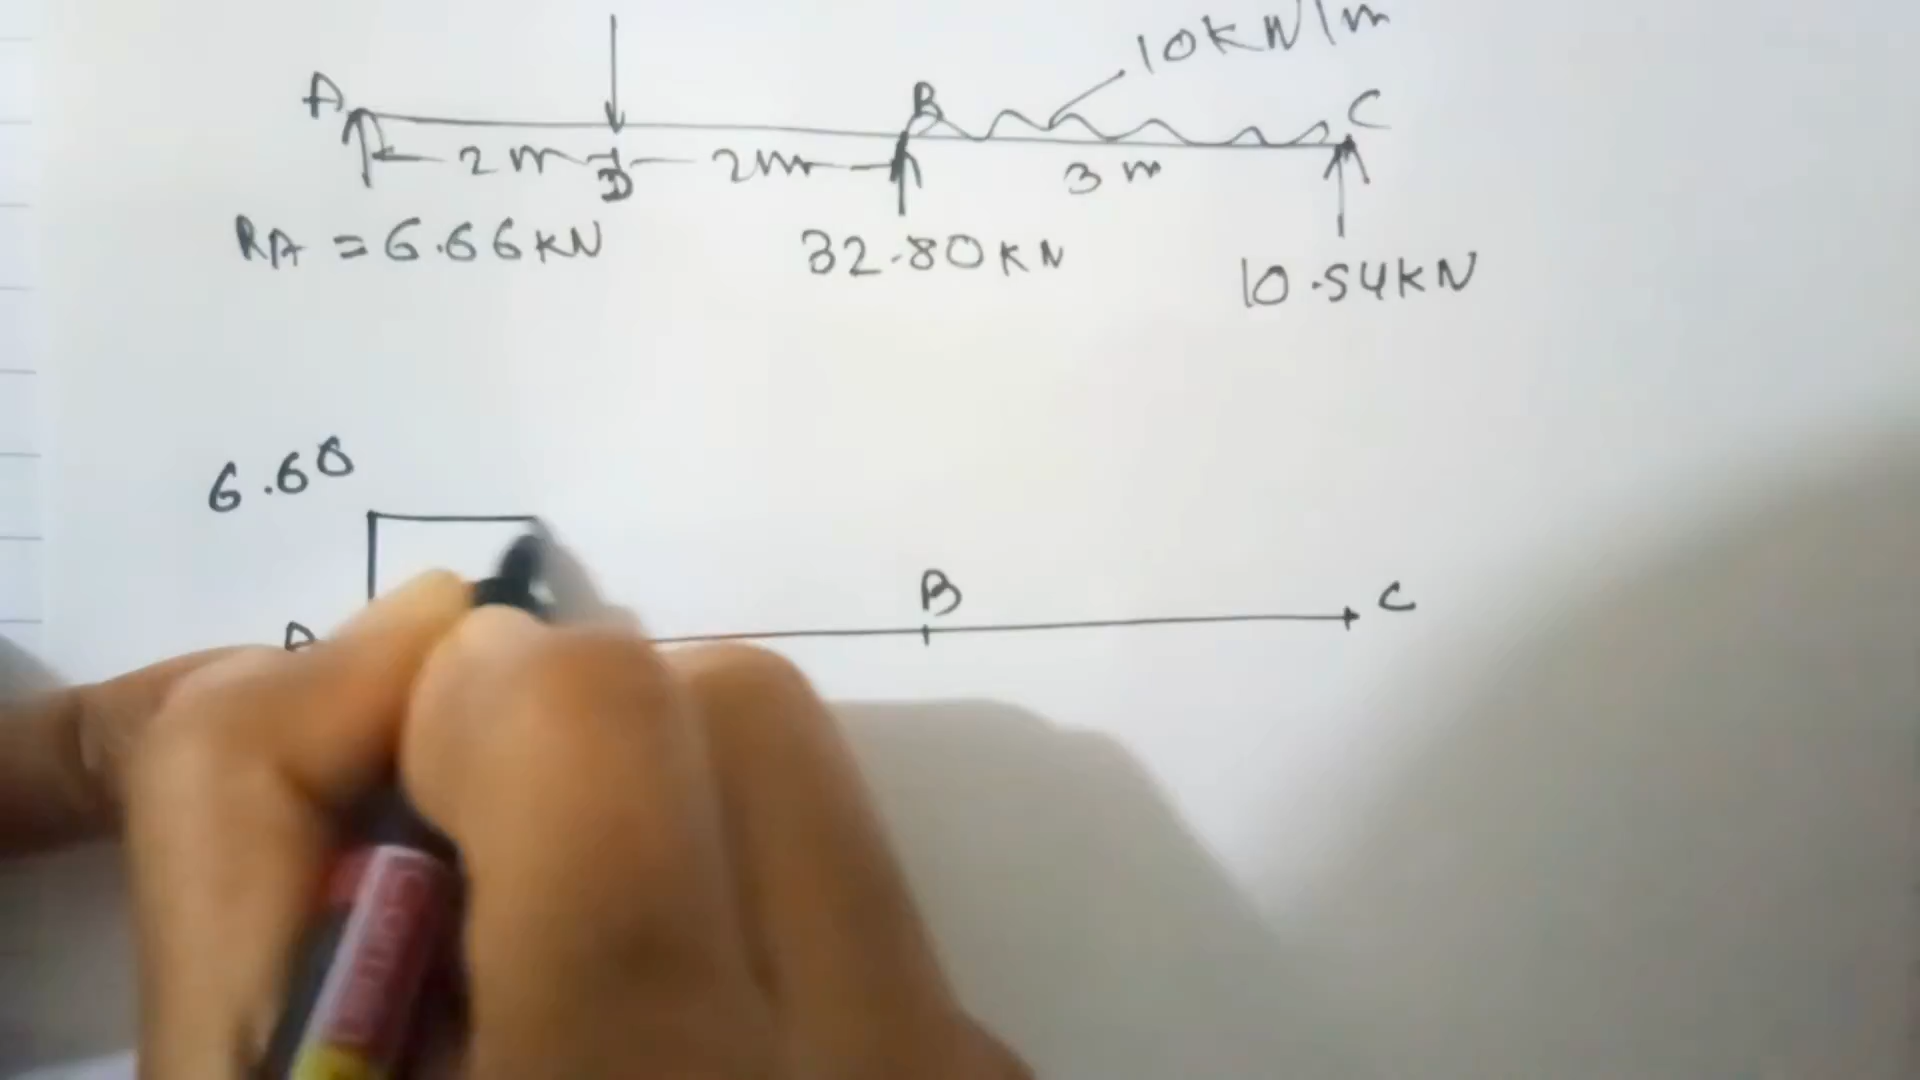 10KN/m
A B C
2m D 2m 3m
RA = 6.66KN 32.80KN 10.54KN
6.60
A B C